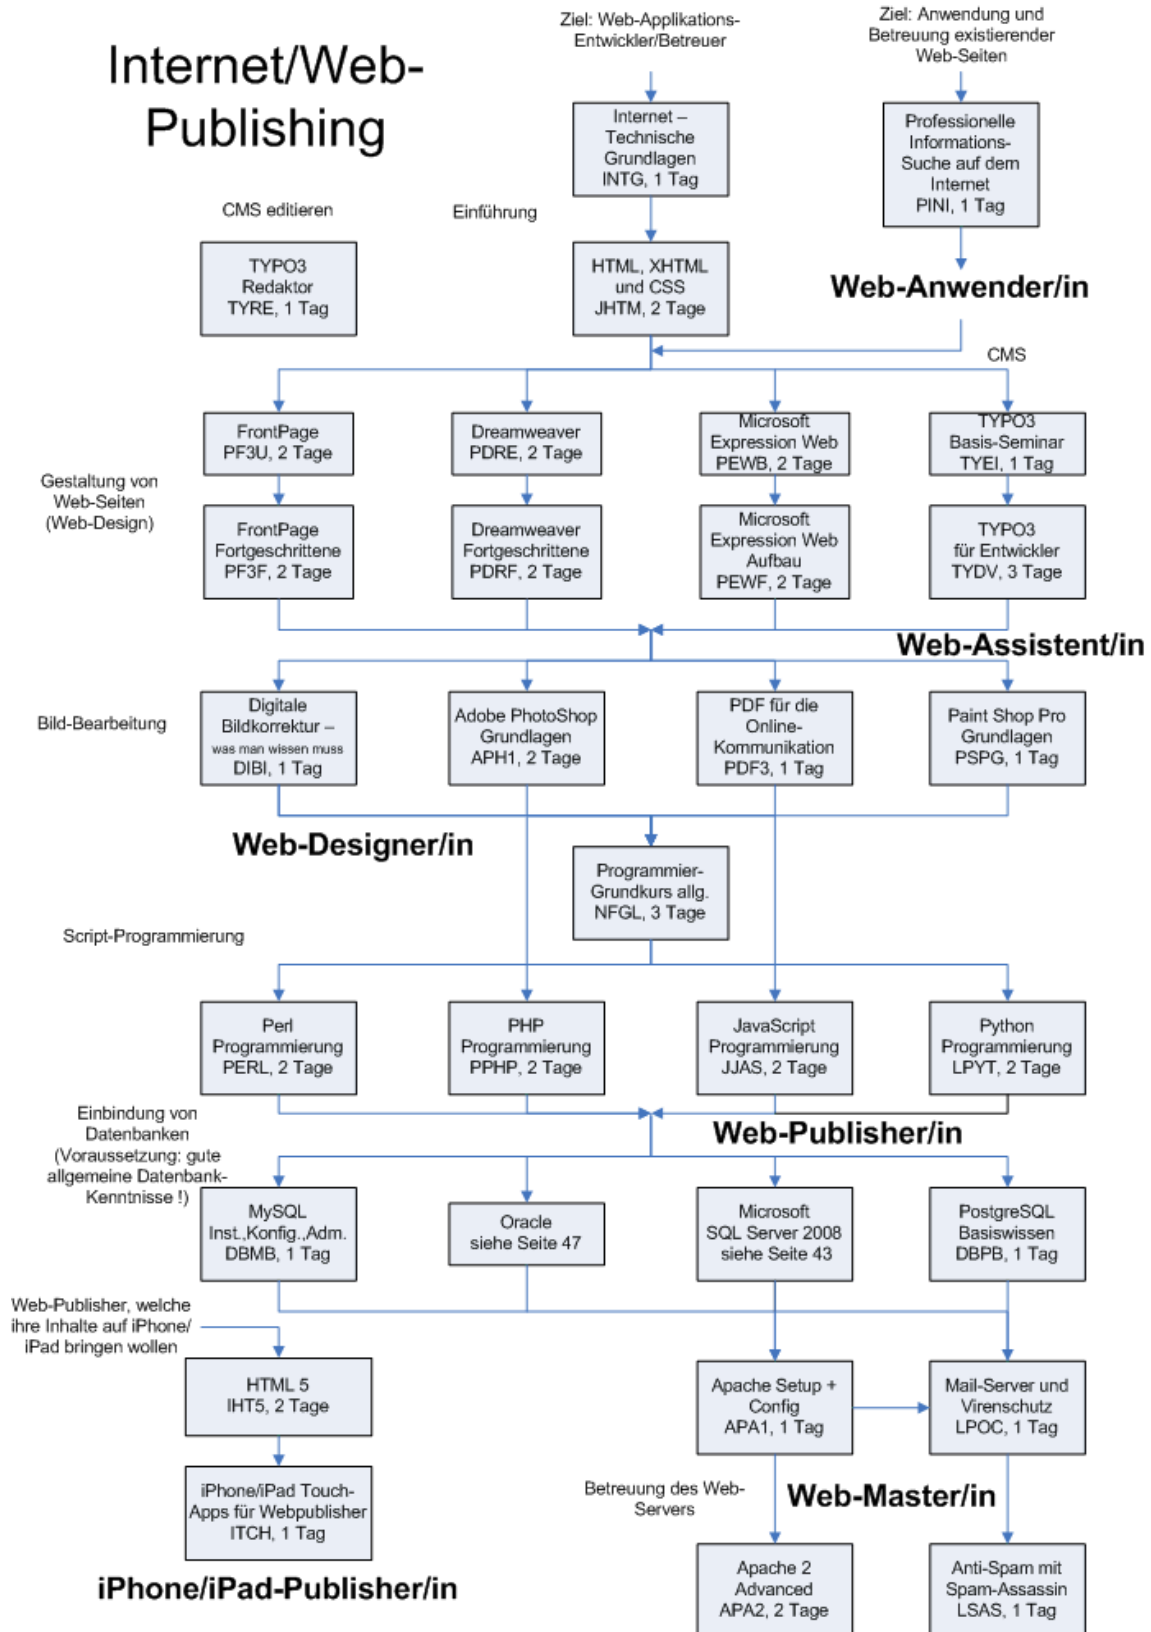 Internet/Web-
Publishing
Ziel: Web-Applikations-
Entwickler/Betreuer
Ziel: Anwendung und
Betreuung existierender
Web-Seiten
Internet –
Technische
Grundlagen
INTG, 1 Tag
Professionelle
Informations-
Suche auf dem
Internet
PINI, 1 Tag
CMS editieren
Einführung
TYPO3
Redaktor
TYRE, 1 Tag
HTML, XHTML
und CSS
JHTM, 2 Tage
Web-Anwender/in
CMS
FrontPage
PF3U, 2 Tage
Dreamweaver
PDRE, 2 Tage
Microsoft
Expression Web
PEWB, 2 Tage
TYPO3
Basis-Seminar
TYEI, 1 Tag
Gestaltung von
Web-Seiten
(Web-Design)
FrontPage
Fortgeschrittene
PF3F, 2 Tage
Dreamweaver
Fortgeschrittene
PDRF, 2 Tage
Microsoft
Expression Web
Aufbau
PEWF, 2 Tage
TYPO3
für Entwickler
TYDV, 3 Tage
Web-Assistent/in
Bild-Bearbeitung
Digitale
Bildkorrektur –
was man wissen muss
DIBI, 1 Tag
Adobe PhotoShop
Grundlagen
APH1, 2 Tage
PDF für die
Online-
Kommunikation
PDF3, 1 Tag
Paint Shop Pro
Grundlagen
PSPG, 1 Tag
Web-Designer/in
Programmier-
Grundkurs allg.
NFGL, 3 Tage
Script-Programmierung
Perl
Programmierung
PERL, 2 Tage
PHP
Programmierung
PPHP, 2 Tage
JavaScript
Programmierung
JJAS, 2 Tage
Python
Programmierung
LPYT, 2 Tage
Einbindung von
Datenbanken
(Voraussetzung: gute
allgemeine Datenbank-
Kenntnisse !)
Web-Publisher/in
MySQL
Inst.,Konfig.,Adm.
DBMB, 1 Tag
Oracle
siehe Seite 47
Microsoft
SQL Server 2008
siehe Seite 43
PostgreSQL
Basiswissen
DBPB, 1 Tag
Web-Publisher, welche
ihre Inhalte auf iPhone/
iPad bringen wollen
HTML 5
IHT5, 2 Tage
Apache Setup +
Config
APA1, 1 Tag
Mail-Server und
Virenschutz
LPOC, 1 Tag
iPhone/iPad Touch-
Apps für Webpublisher
ITCH, 1 Tag
Betreuung des Web-
Servers
Web-Master/in
iPhone/iPad-Publisher/in
Apache 2
Advanced
APA2, 2 Tage
Anti-Spam mit
Spam-Assassin
LSAS, 1 Tag